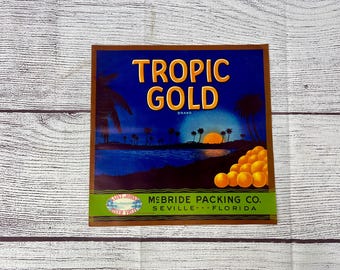 TROPIC
GOLD
BRAND
McBRIDE PACKING CO.
SEVILLE---FLORIDA